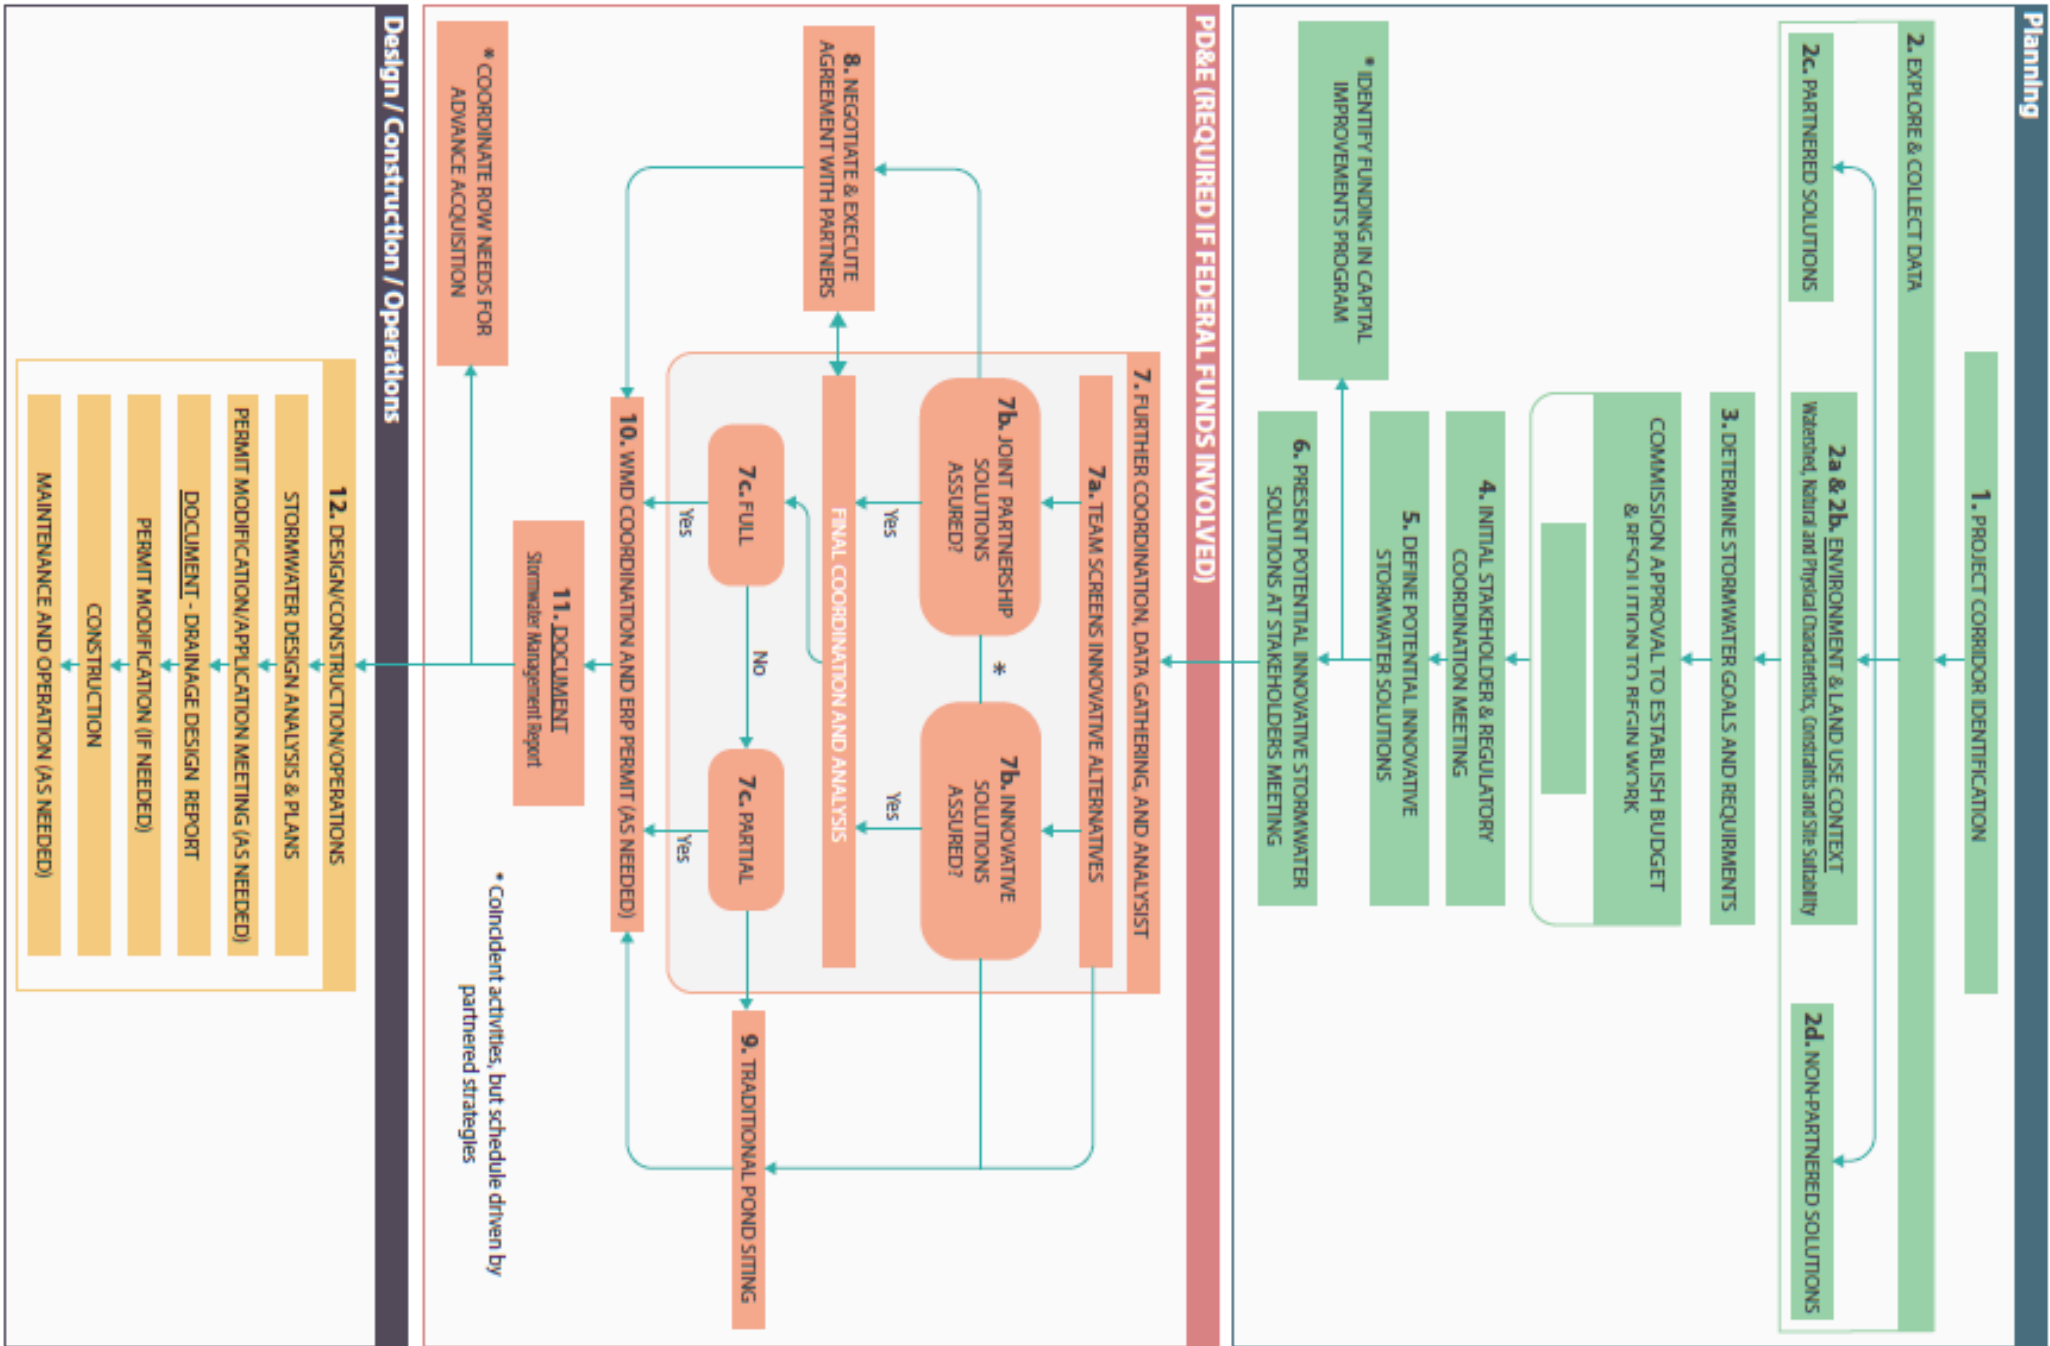 Planning
1. PROJECT CORRIDOR IDENTIFICATION
2. EXPLORE & COLLECT DATA
2c. PARTNERED SOLUTIONS
2a & 2b. ENVIRONMENT & LAND USE CONTEXT
Watershed, Natural and Physical Characteristics, Constraints and Site Suitability
2d. NON-PARTNERED SOLUTIONS
3. DETERMINE STORMWATER GOALS AND REQUIRMENTS
COMMISSION APPROVAL TO ESTABLISH BUDGET
& RESOLUTION TO BEGIN WORK
4. INITIAL STAKEHOLDER & REGULATORY
COORDINATION MEETING
5. DEFINE POTENTIAL INNOVATIVE
STORMWATER SOLUTIONS
* IDENTIFY FUNDING IN CAPITAL
IMPROVEMENTS PROGRAM
6. PRESENT POTENTIAL INNOVATIVE STORMWATER
SOLUTIONS AT STAKEHOLDERS MEETING
PD&E (REQUIRED IF FEDERAL FUNDS INVOLVED)
7. FURTHER COORDINATION, DATA GATHERING, AND ANALYSIST
7a. TEAM SCREENS INNOVATIVE ALTERNATIVES
7b. JOINT PARTNERSHIP
SOLUTIONS
ASSURED?
*
7b. INNOVATIVE
SOLUTIONS
ASSURED?
Yes
Yes
8. NEGOTIATE & EXECUTE
AGREEMENT WITH PARTNERS
FINAL COORDINATION AND ANALYSIS
7c. FULL
No
7c. PARTIAL
9. TRADITIONAL POND SITING
Yes
Yes
10. WMD COORDINATION AND ERP PERMIT (AS NEEDED)
11. DOCUMENT
Stormwater Management Report
* COORDINATE ROW NEEDS FOR
ADVANCE ACQUISITION
* Coincident activities, but schedule driven by
partnered strategies
Design / Construction / Operations
12. DESIGN/CONSTRUCTION/OPERATIONS
STORMWATER DESIGN ANALYSIS & PLANS
PERMIT MODIFICATION/APPLICATION MEETING (AS NEEDED)
DOCUMENT - DRAINAGE DESIGN REPORT
PERMIT MODIFICATION (IF NEEDED)
CONSTRUCTION
MAINTENANCE AND OPERATION (AS NEEDED)